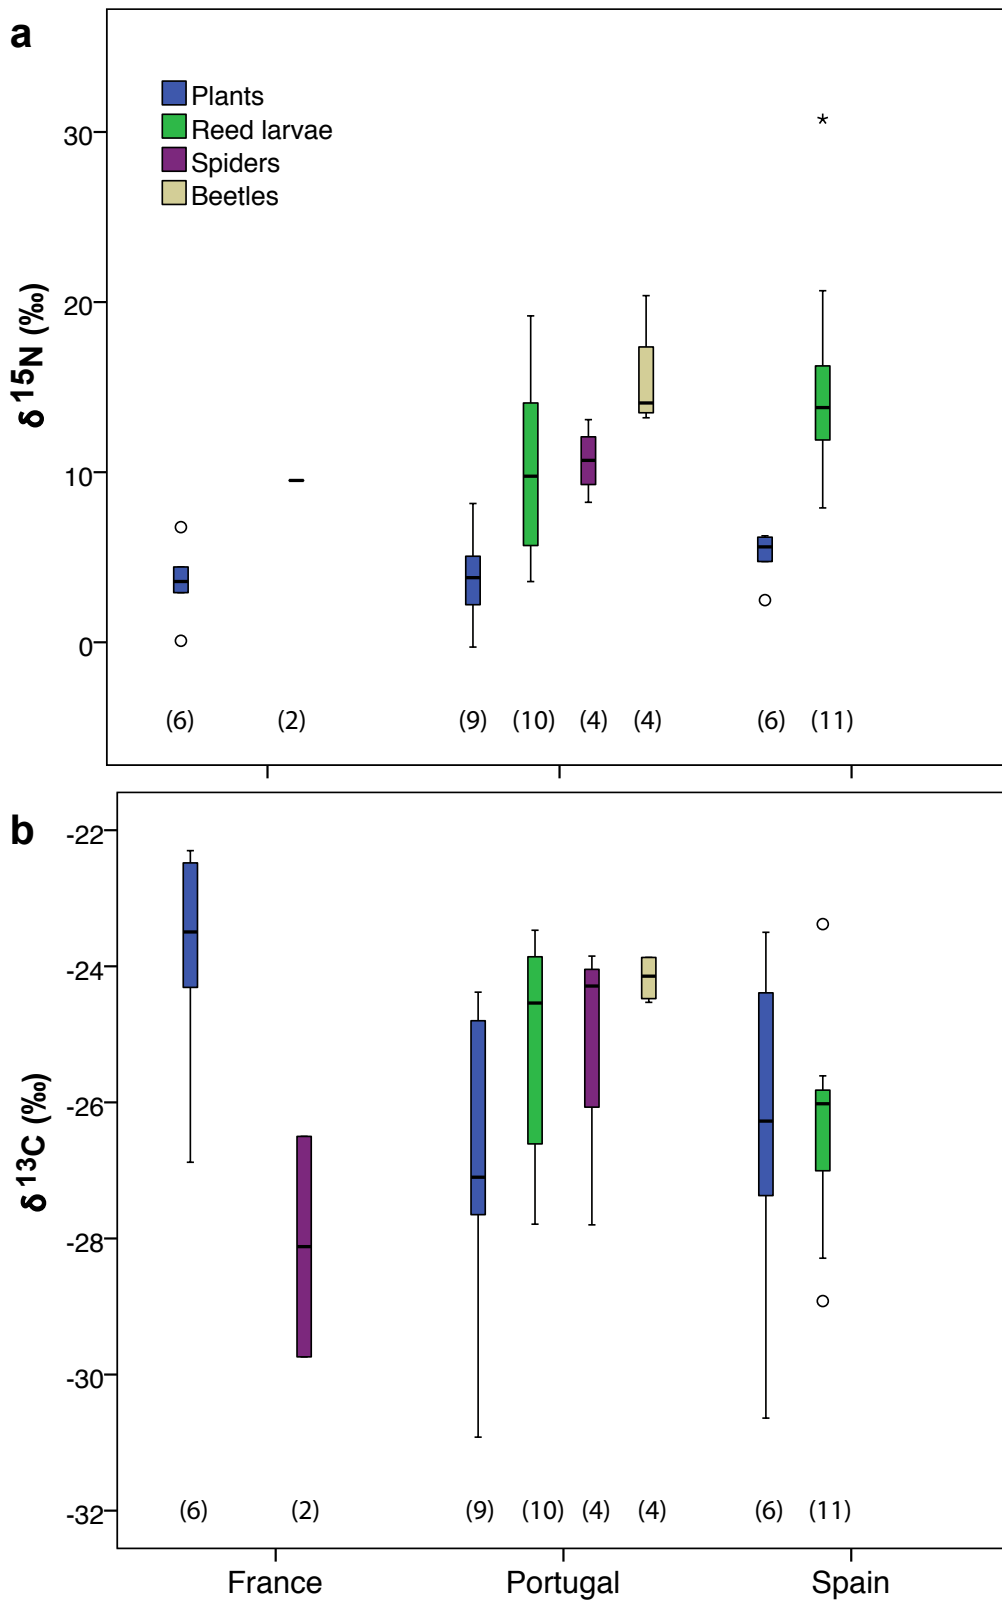 a
Plants
Reed larvae
Spiders
Beetles
30
20
10
0
δ 15N (‰)
*
(6) (2) (9) (10) (4) (4) (6) (11)
b
-22
-24
-26
-28
-30
-32
δ 13C (‰)
(6) (2) (9) (10) (4) (4) (6) (11)
France Portugal Spain